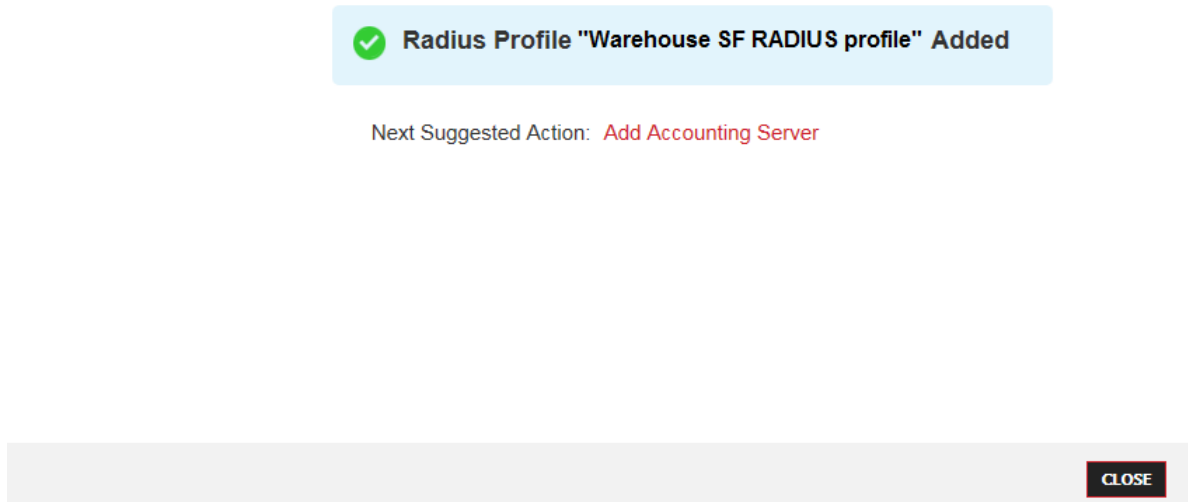 Radius Profile "Warehouse SF RADIUS profile" Added
Next Suggested Action: Add Accounting Server
CLOSE